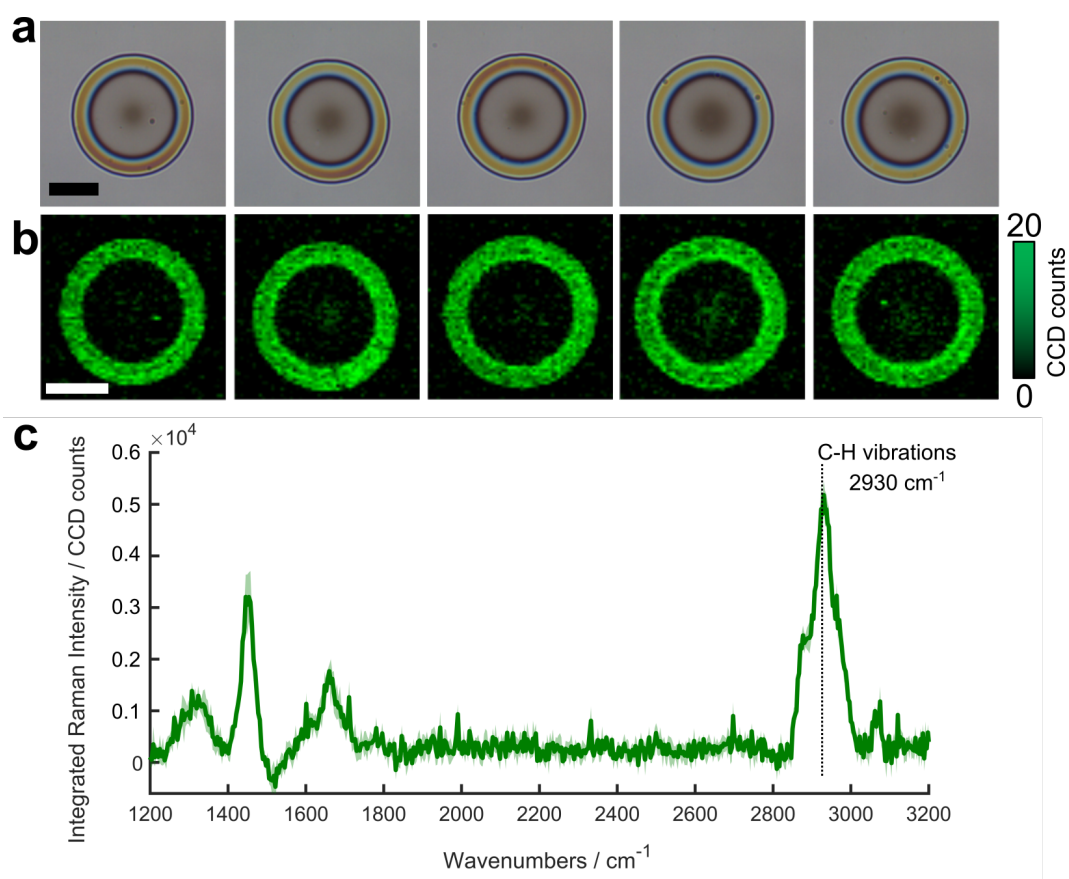 a
b
20
CCD counts
0
c
×10⁴
0.6
0.5
0.4
0.3
0.2
0.1
0
Integrated Raman Intensity / CCD counts
C-H vibrations
2930 cm⁻¹
1200 1400 1600 1800 2000 2200 2400 2600 2800 3000 3200
Wavenumbers / cm⁻¹